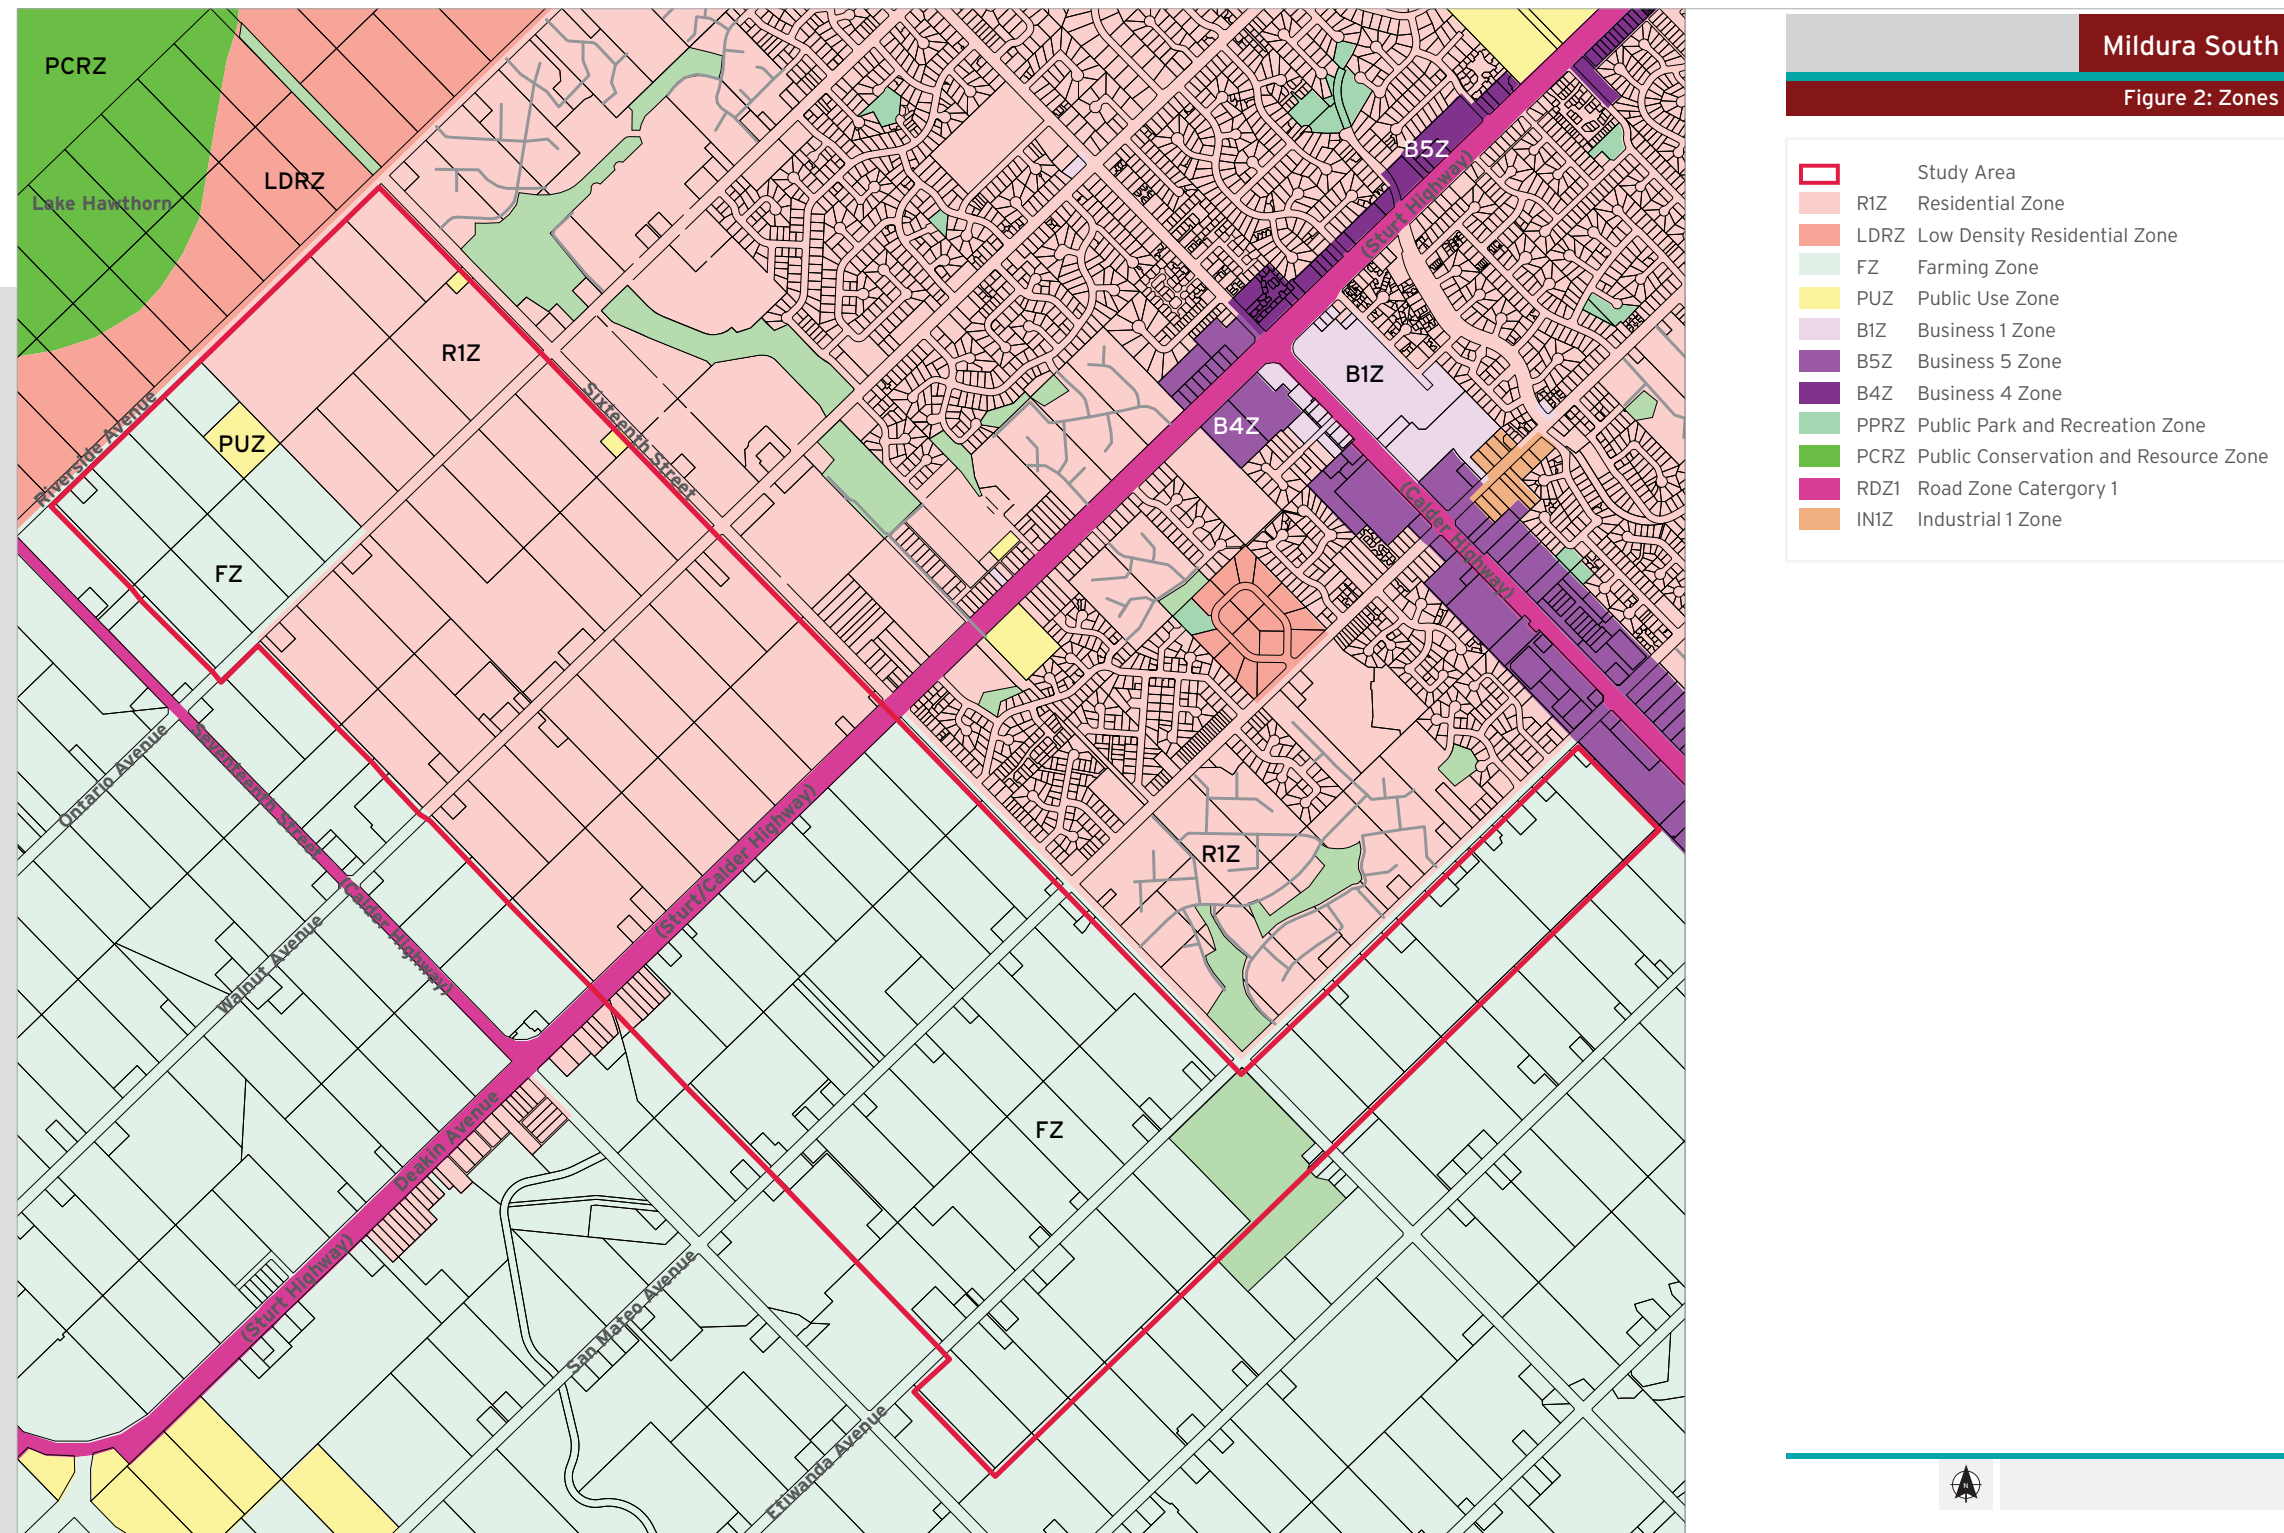 Mildura South
Figure 2: Zones
Study Area
R1Z Residential Zone
LDRZ Low Density Residential Zone
FZ Farming Zone
PUZ Public Use Zone
B1Z Business 1 Zone
B5Z Business 5 Zone
B4Z Business 4 Zone
PPRZ Public Park and Recreation Zone
PCRZ Public Conservation and Resource Zone
RDZ1 Road Zone Catergory 1
IN1Z Industrial 1 Zone
PCRZ
Lake Hawthorn
LDRZ
B5Z
(Sturt Highway)
R1Z
B1Z
Riverside Avenue
PUZ
Sixteenth Street
B4Z
(Calder Highway)
FZ
Ontario Avenue
Seventeenth Street
(Calder Highway)
(Sturt/Calder Highway)
R1Z
Walnut Avenue
Deakin Avenue
FZ
(Sturt Highway)
San Mateo Avenue
Etiwanda Avenue
N